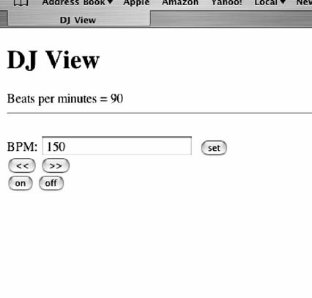 Address Book ▾ Apple Amazon Yahoo! Local ▾
DJ View
DJ View
Beats per minutes = 90
BPM: 150 set
<< >>
on off